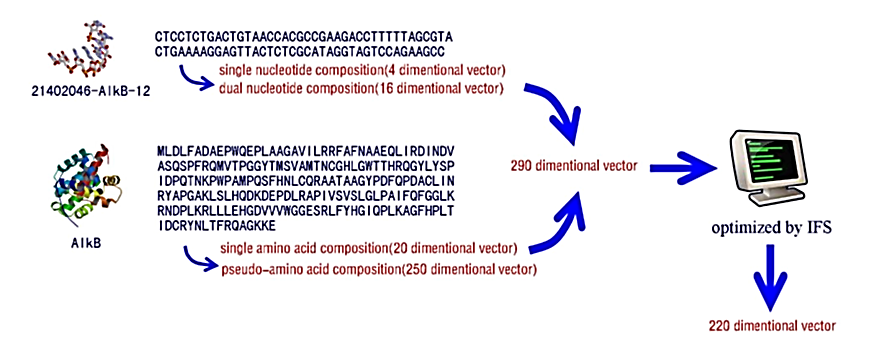 CTCCTCTGACTGTAACCACGCCGAAGACCTTTTTAGCGTA
CTGAAAAGGAGTTACTCTCGCATAGGTAGTCCAGAAGCC
single nucleotide composition(4 dimentional vector)
dual nucleotide composition(16 dimentional vector)
21402046-AlkB-12
MLDLFADAEPWQEPLAAGAVILRRFAFNAAEQLIRDINDV
ASQSPFRQMVTPGGYTMSVAMTNCGHLGWTTHRQGYLYSP
IDPQTNKPWPAMPQSFHNLCQRAATAAGYPDFQPDACLIN
RYAPGAKLSLHQDKDEPDLRAPIVSVSLGLPAIFQFGGLK
RNDPLKRLLLEHGDVVVWGGESRLFYHGIQPLKAGFHPLT
IDCRYNLTFRQAGKKE
AlkB
single amino acid composition(20 dimentional vector)
pseudo-amino acid composition(250 dimentional vector)
290 dimentional vector
optimized by IFS
220 dimentional vector